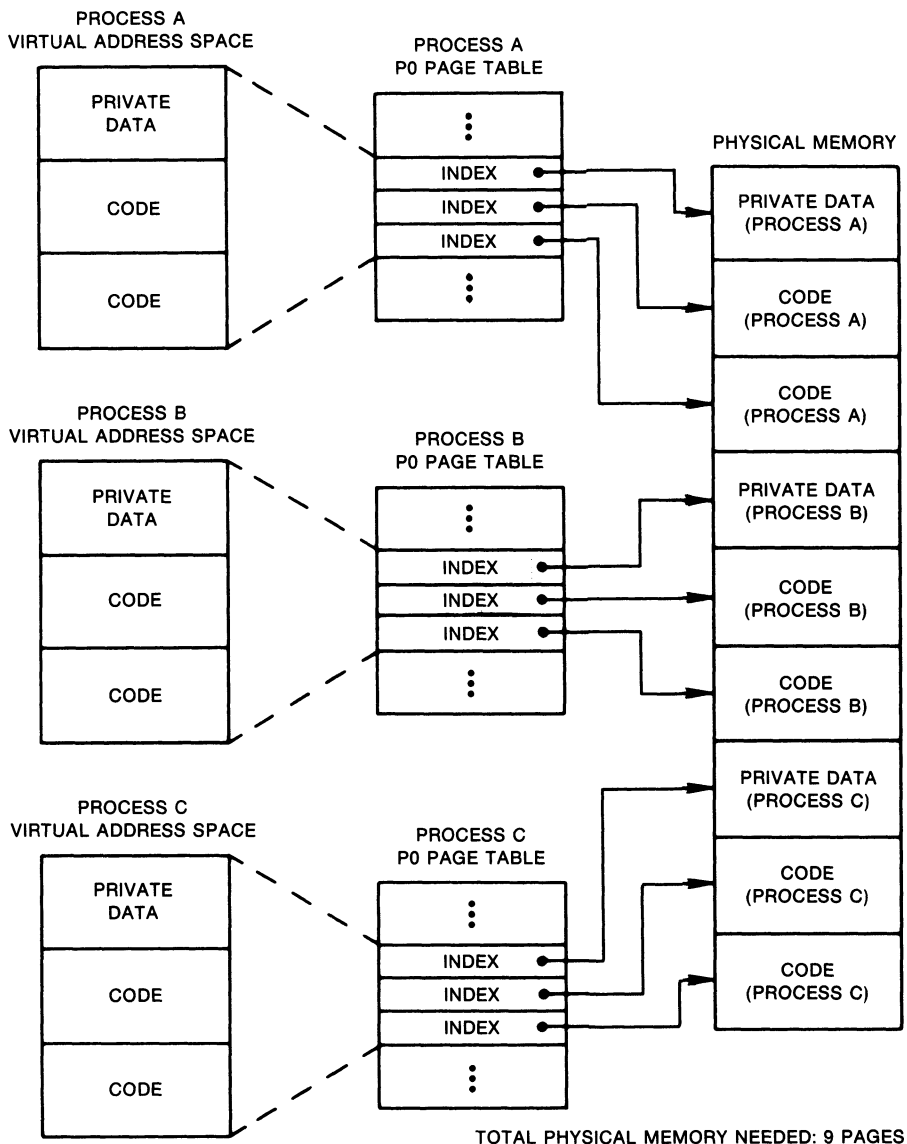 PROCESS A
VIRTUAL ADDRESS SPACE
PRIVATE
DATA
CODE
CODE
PROCESS A
P0 PAGE TABLE
INDEX
INDEX
INDEX
PHYSICAL MEMORY
PRIVATE DATA
(PROCESS A)
CODE
(PROCESS A)
CODE
(PROCESS A)
PRIVATE DATA
(PROCESS B)
CODE
(PROCESS B)
CODE
(PROCESS B)
PRIVATE DATA
(PROCESS C)
CODE
(PROCESS C)
CODE
(PROCESS C)
PROCESS B
VIRTUAL ADDRESS SPACE
PRIVATE
DATA
CODE
CODE
PROCESS B
P0 PAGE TABLE
INDEX
INDEX
INDEX
PROCESS C
VIRTUAL ADDRESS SPACE
PRIVATE
DATA
CODE
CODE
PROCESS C
P0 PAGE TABLE
INDEX
INDEX
INDEX
TOTAL PHYSICAL MEMORY NEEDED: 9 PAGES